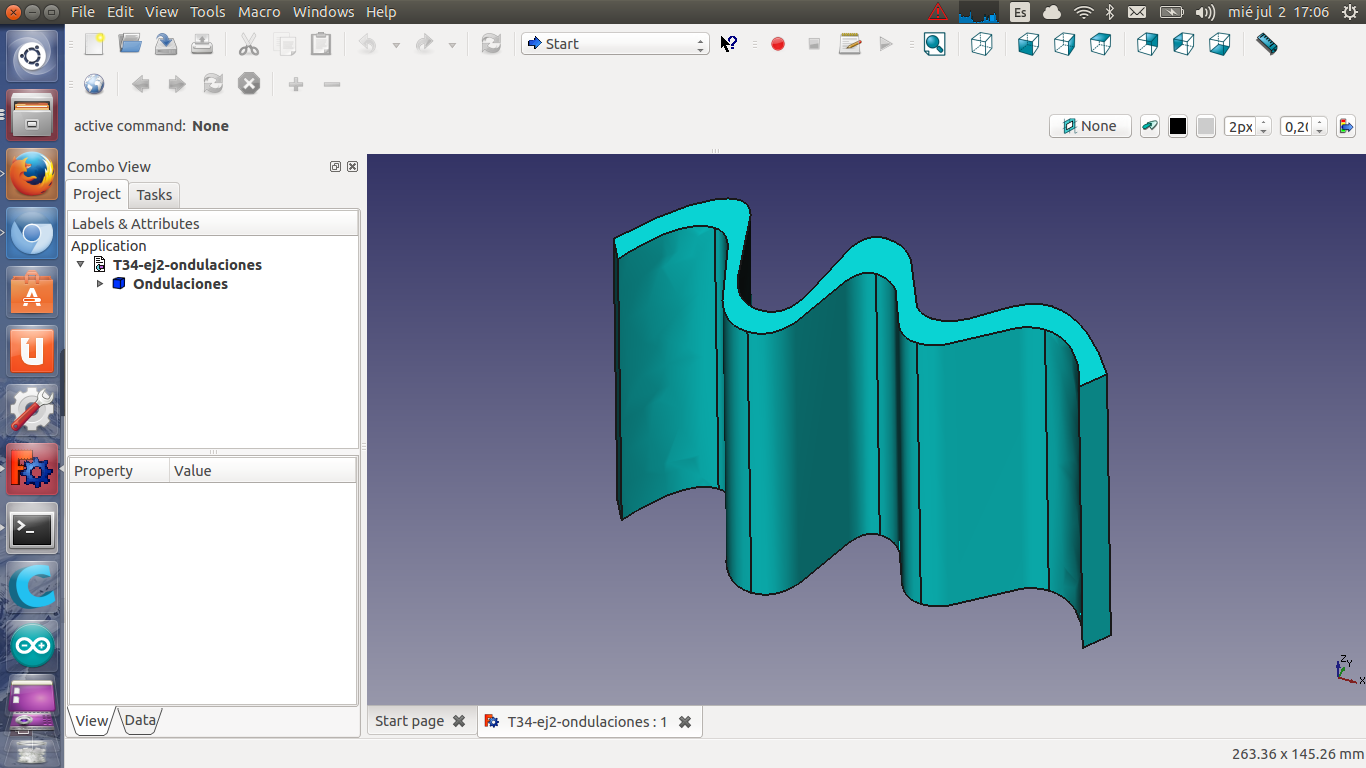 File Edit View Tools Macro Windows Help
Es
mié jul 2 17:06
Start
active command: None
None
2px
0,20
Combo View
Project Tasks
Labels & Attributes
Application
T34-ej2-ondulaciones
Ondulaciones
Property Value
View Data
Z
Y
X
Start page
T34-ej2-ondulaciones : 1
263.36 x 145.26 mm